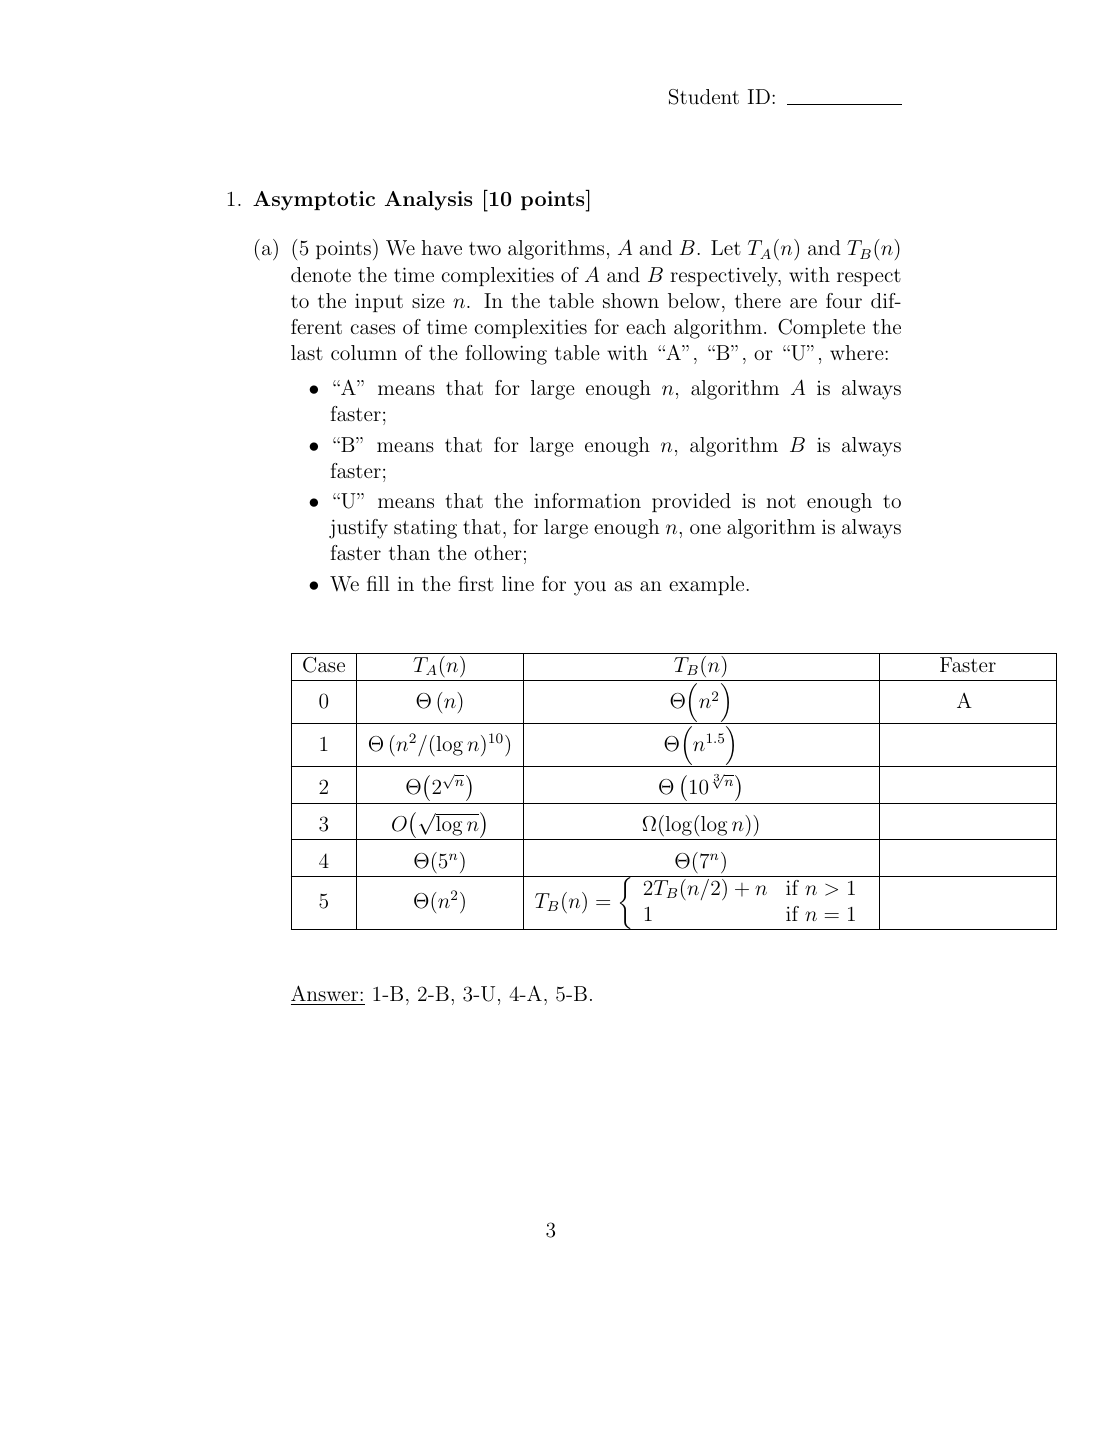 Student ID: ________
1. Asymptotic Analysis [10 points]
(a) (5 points) We have two algorithms, A and B. Let T_A(n) and T_B(n)
denote the time complexities of A and B respectively, with respect
to the input size n. In the table shown below, there are four dif-
ferent cases of time complexities for each algorithm. Complete the
last column of the following table with “A”, “B”, or “U”, where:
• “A” means that for large enough n, algorithm A is always
faster;
• “B” means that for large enough n, algorithm B is always
faster;
• “U” means that the information provided is not enough to
justify stating that, for large enough n, one algorithm is always
faster than the other;
• We fill in the first line for you as an example.
Case T_A(n) T_B(n) Faster
0 Θ(n) Θ(n^2) A
1 Θ(n^2/(log n)^10) Θ(n^1.5)
2 Θ(2^√n) Θ(10^∛n)
3 O(√(log n)) Ω(log(log n))
4 Θ(5^n) Θ(7^n)
5 Θ(n^2) T_B(n) = { 2T_B(n/2) + n if n > 1
1 if n = 1
Answer: 1-B, 2-B, 3-U, 4-A, 5-B.
3